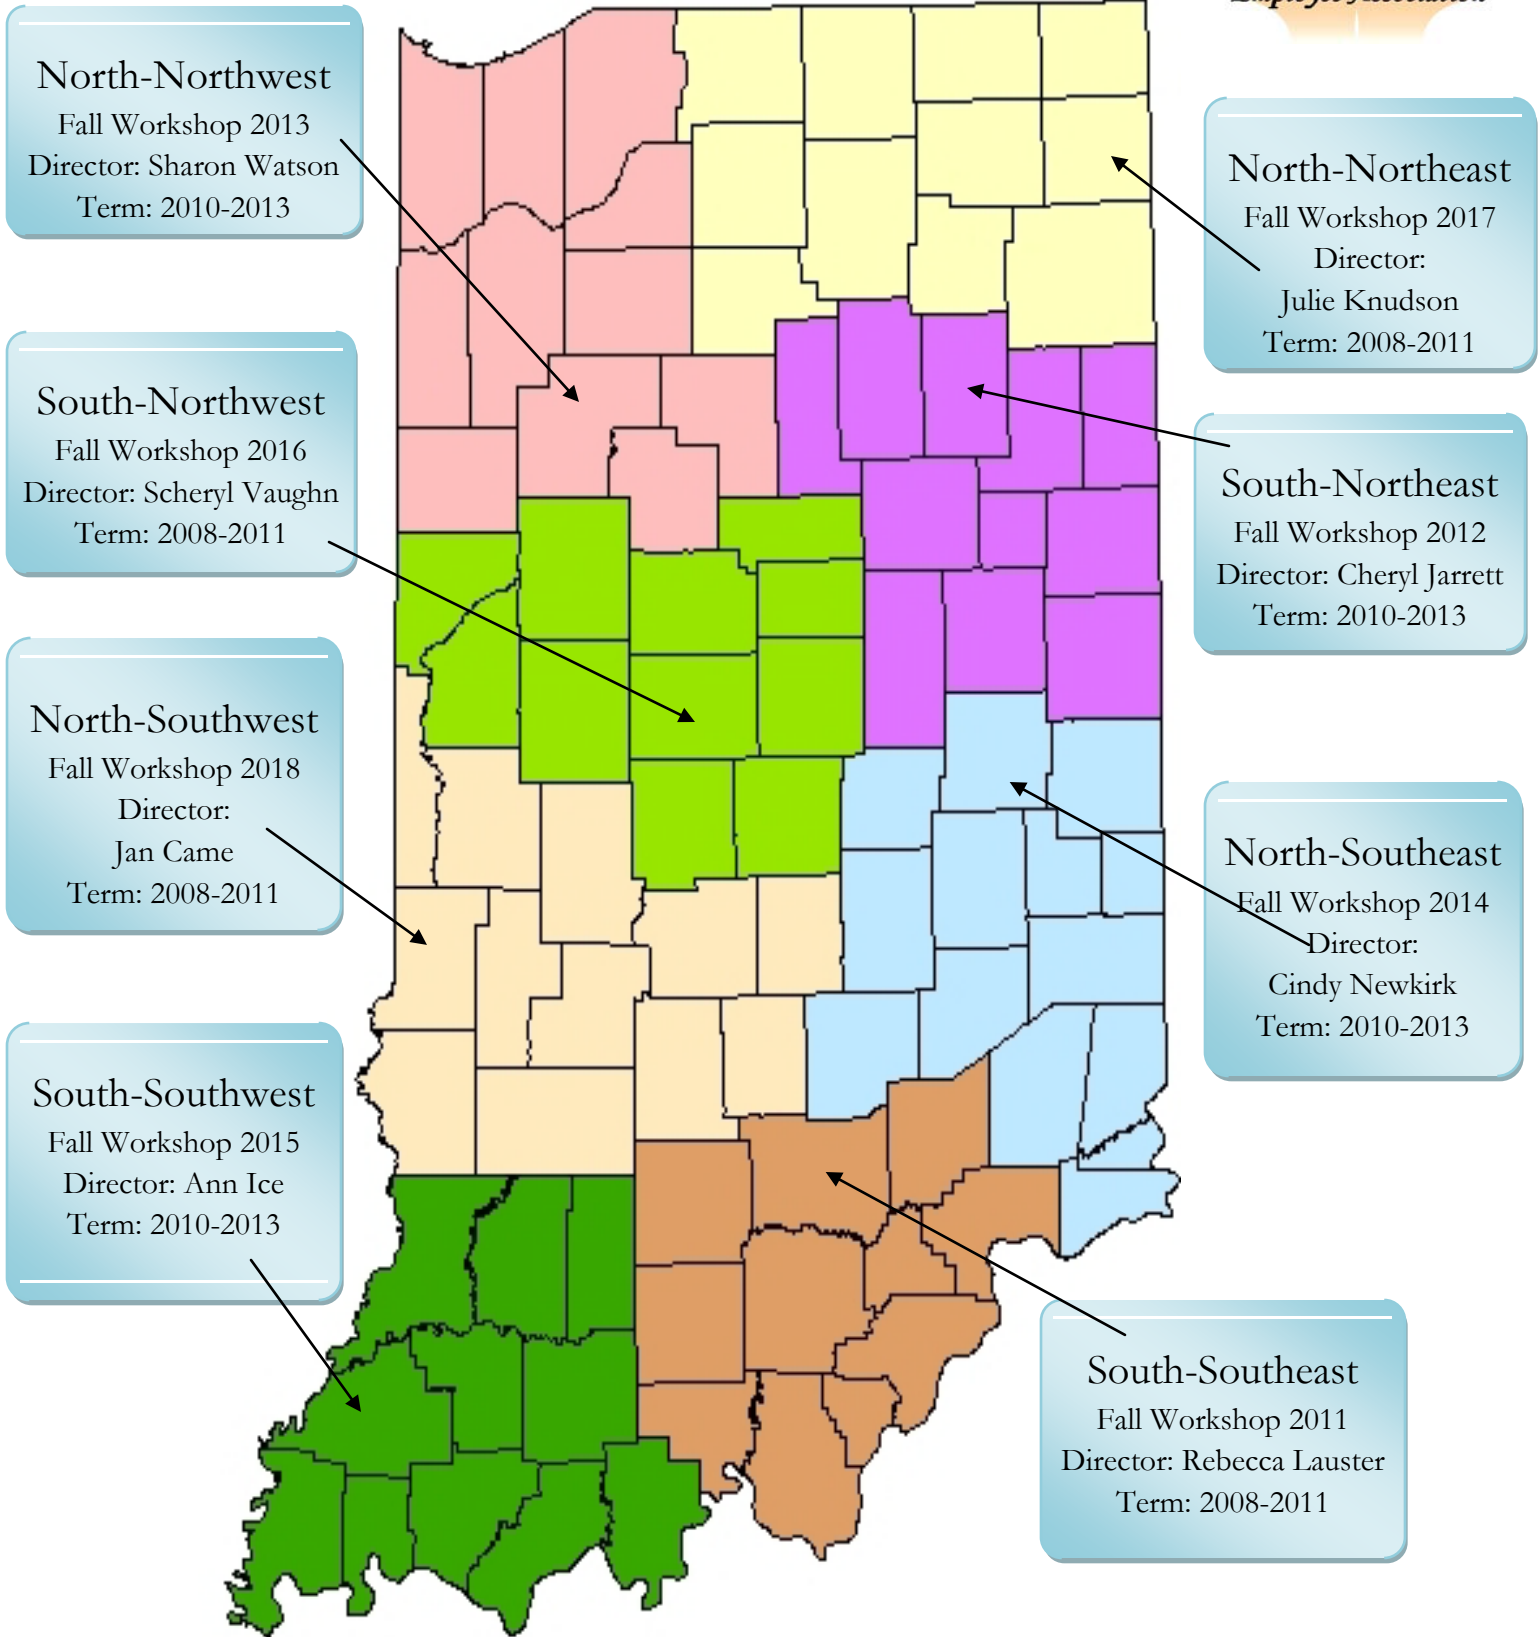 Employee Association
North-Northwest
Fall Workshop 2013
Director: Sharon Watson
Term: 2010-2013
North-Northeast
Fall Workshop 2017
Director:
Julie Knudson
Term: 2008-2011
South-Northwest
Fall Workshop 2016
Director: Scheryl Vaughn
Term: 2008-2011
South-Northeast
Fall Workshop 2012
Director: Cheryl Jarrett
Term: 2010-2013
North-Southwest
Fall Workshop 2018
Director:
Jan Came
Term: 2008-2011
North-Southeast
Fall Workshop 2014
Director:
Cindy Newkirk
Term: 2010-2013
South-Southwest
Fall Workshop 2015
Director: Ann Ice
Term: 2010-2013
South-Southeast
Fall Workshop 2011
Director: Rebecca Lauster
Term: 2008-2011